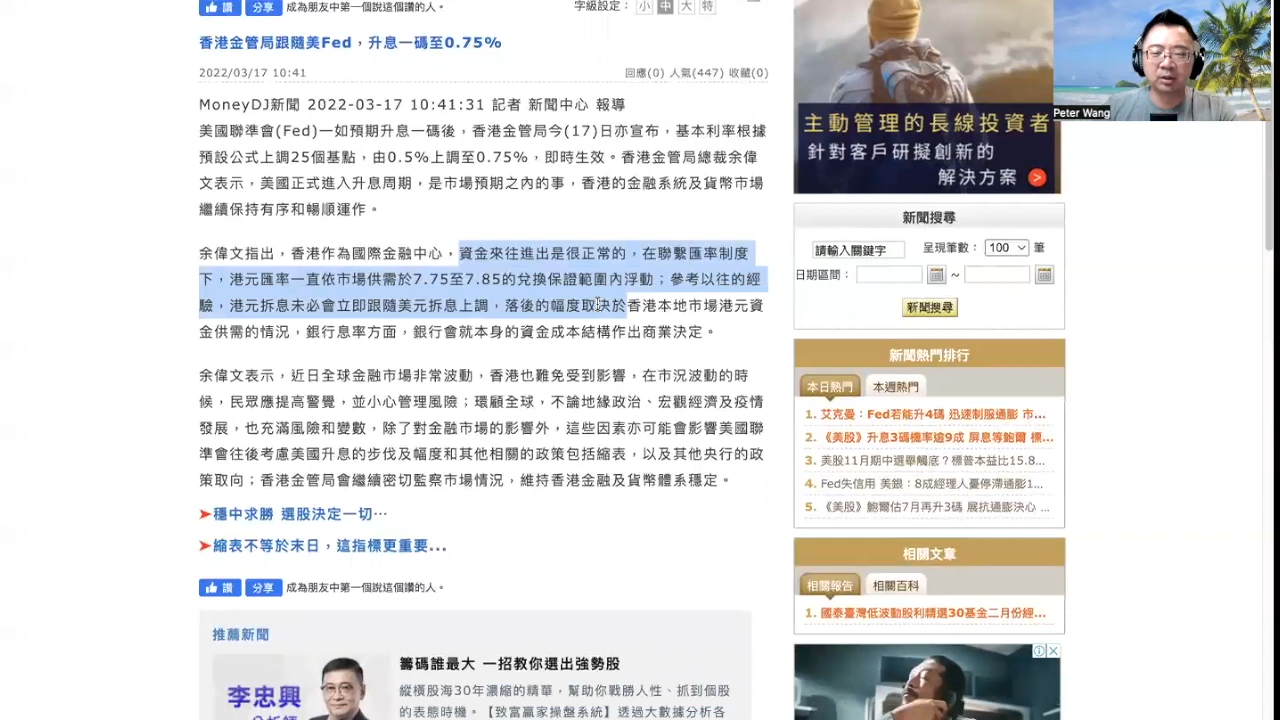 讚 分享 成為朋友中第一個說這個讚的人。
字級設定： 小 中 大 特
香港金管局跟隨美Fed，升息一碼至0.75%
2022/03/17 10:41
回應(0) 人氣(447) 收藏(0)
MoneyDJ新聞 2022-03-17 10:41:31 記者 新聞中心 報導
美國聯準會(Fed)一如預期升息一碼後，香港金管局今(17)日亦宣布，基本利率根據
預設公式上調25個基點，由0.5%上調至0.75%，即時生效。香港金管局總裁余偉
文表示，美國正式進入升息周期，是市場預期之內的事，香港的金融系統及貨幣市場
繼續保持有序和暢順運作。
余偉文指出，香港作為國際金融中心，資金來往進出是很正常的，在聯繫匯率制度
下，港元匯率一直依市場供需於7.75至7.85的兌換保證範圍內浮動；參考以往的經
驗，港元拆息未必會立即跟隨美元拆息上調，落後的幅度取決於香港本地市場港元資
金供需的情況，銀行息率方面，銀行會就本身的資金成本結構作出商業決定。
余偉文表示，近日全球金融市場非常波動，香港也難免受到影響，在市況波動的時
候，民眾應提高警覺，並小心管理風險；環顧全球，不論地緣政治、宏觀經濟及疫情
發展，也充滿風險和變數，除了對金融市場的影響外，這些因素亦可能會影響美國聯
準會往後考慮美國升息的步伐及幅度和其他相關的政策包括縮表，以及其他央行的政
策取向；香港金管局會繼續密切監察市場情況，維持香港金融及貨幣體系穩定。
➤穩中求勝 選股決定一切…
➤縮表不等於末日，這指標更重要...
讚 分享 成為朋友中第一個說這個讚的人。
推薦新聞
李忠興
分析師
籌碼誰最大 一招教你選出強勢股
縱橫股海30年濃縮的精華，幫助你戰勝人性、抓到個股
的表態時機。【致富贏家操盤系統】透過大數據分析各
主動管理的長線投資者
針對客戶研擬創新的
解決方案 >
Peter Wang
新聞搜尋
請輸入關鍵字 呈現筆數： 100 筆
日期區間： ~
新聞搜尋
新聞熱門排行
本日熱門 本週熱門
1. 艾克曼：Fed若能升4碼 迅速制服通膨 市...
2. 《美股》升息3碼機率逾9成 屏息等鮑爾 標...
3. 美股11月期中選舉觸底？標普本益比15.8...
4. Fed失信用 美銀：8成經理人憂停滯通膨1...
5. 《美股》鮑爾估7月再升3碼 展抗通膨決心 ...
相關文章
相關報告 相關百科
1. 國泰臺灣低波動股利精選30基金二月份經...